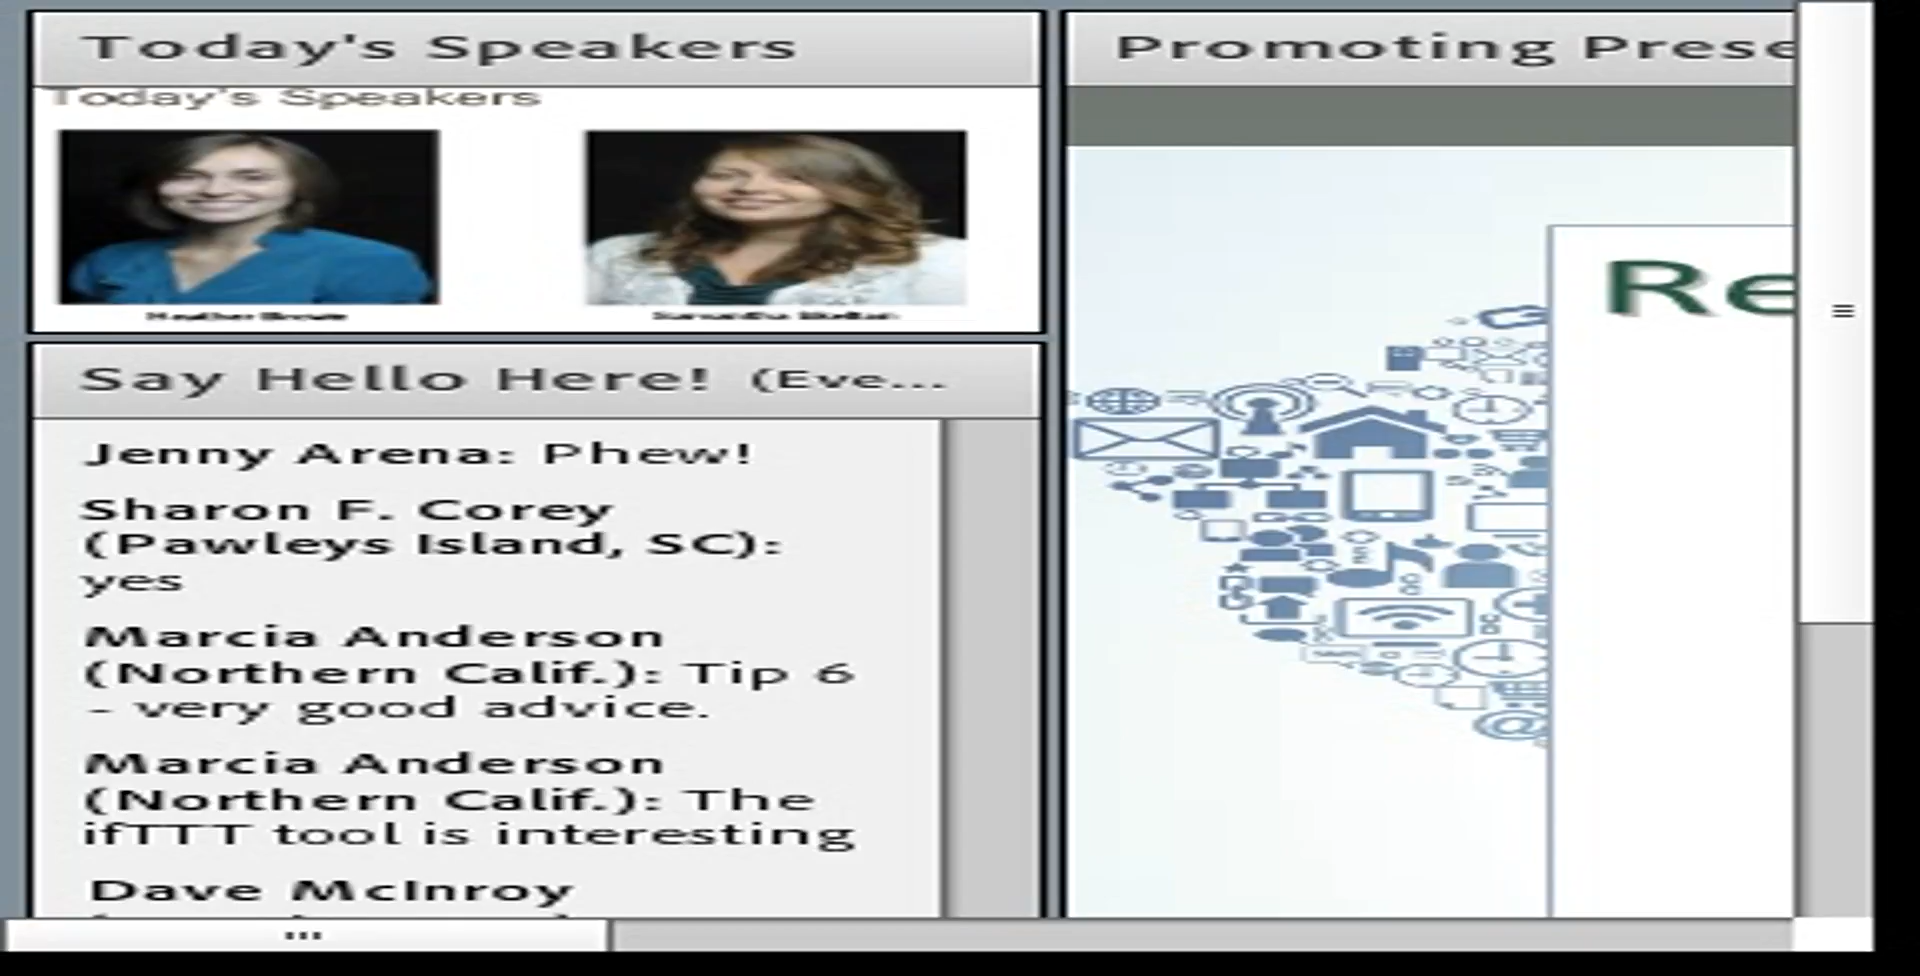 Today's Speakers
Today's Speakers
Heather
Samantha
Say Hello Here! (Eve...
Jenny Arena: Phew!
Sharon F. Corey
(Pawleys Island, SC):
yes
Marcia Anderson
(Northern Calif.): Tip 6
- very good advice.
Marcia Anderson
(Northern Calif.): The
ifTTT tool is interesting
Dave McInroy
Promoting Prese
Re